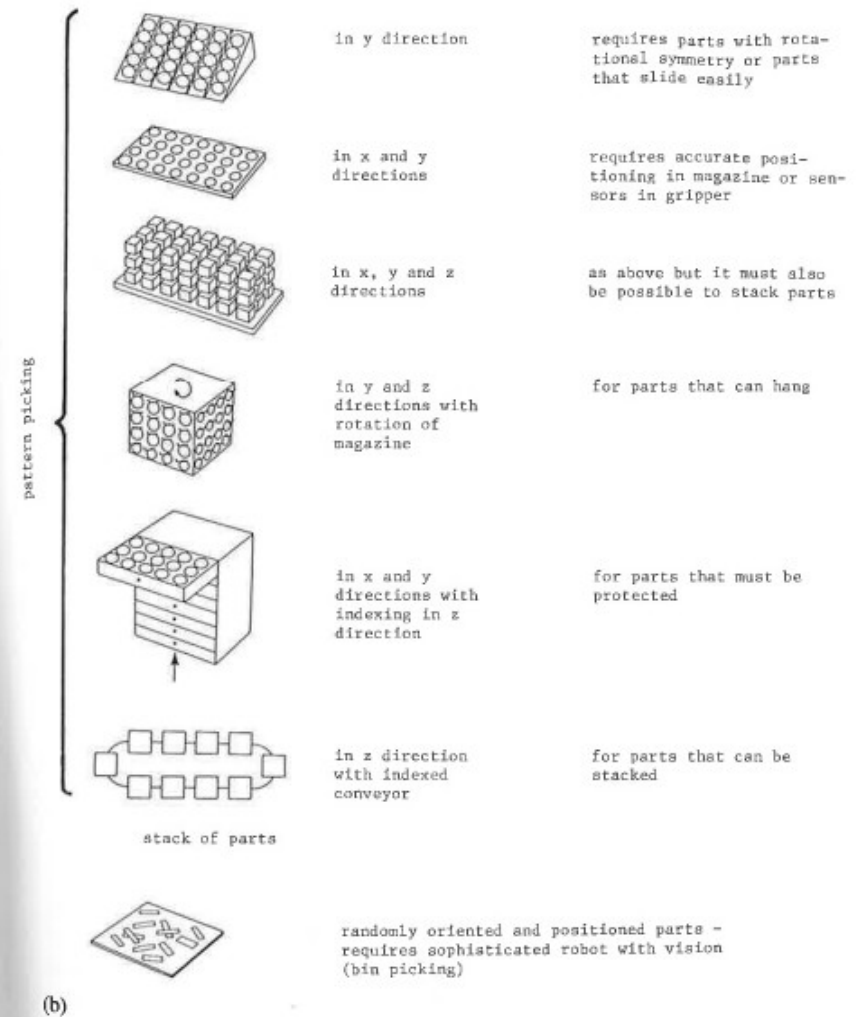 in y direction
requires parts with rota-
tional symmetry or parts
that slide easily
in x and y
directions
requires accurate posi-
tioning in magazine or sen-
sors in gripper
in x, y and z
directions
as above but it must also
be possible to stack parts
pattern picking
in y and z
directions with
rotation of
magazine
for parts that can hang
in x and y
directions with
indexing in z
direction
for parts that must be
protected
in z direction
with indexed
conveyor
for parts that can be
stacked
stack of parts
randomly oriented and positioned parts -
requires sophisticated robot with vision
(bin picking)
(b)